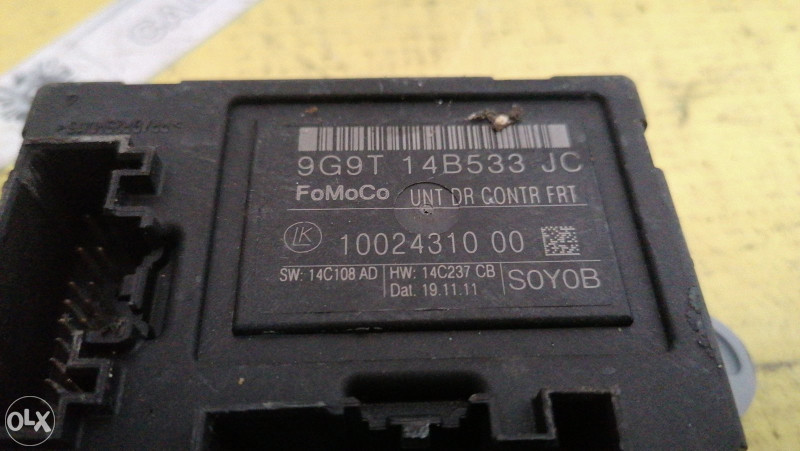 9G9T 14B533 JC
FoMoCo UNT DR CONTR FRT
LK 10024310 00
SW: 14C108 AD HW: 14C237 CB
Dat. 19.11.11
S0Y0B
OLX